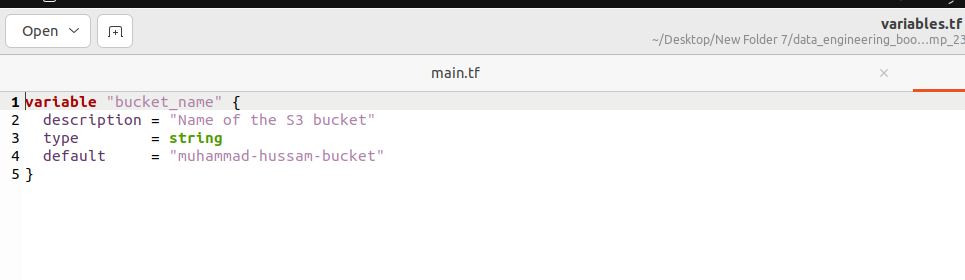 Open
variables.tf
~/Desktop/New Folder 7/data_engineering_boo...mp_23
main.tf
1 variable "bucket_name" {
2   description = "Name of the S3 bucket"
3   type        = string
4   default     = "muhammad-hussam-bucket"
5 }